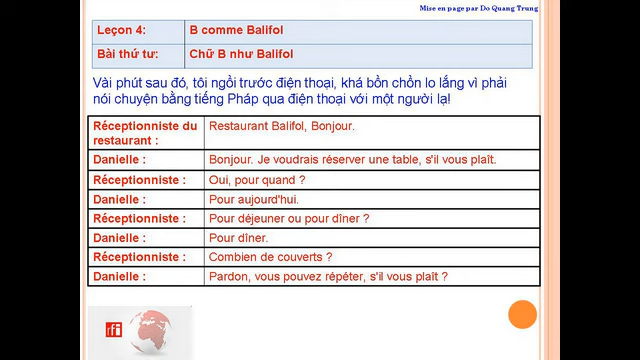 Mise en page par Do Quang Trung
Leçon 4: B comme Balifol
Bài thứ tư: Chữ B như Balifol
Vài phút sau đó, tôi ngồi trước điện thoại, khá bồn chồn lo lắng vì phải
nói chuyện bằng tiếng Pháp qua điện thoại với một người lạ!
Réceptionniste du Restaurant Balifol, Bonjour.
restaurant :
Danielle : Bonjour. Je voudrais réserver une table, s'il vous plaît.
Réceptionniste : Oui, pour quand ?
Danielle : Pour aujourd'hui.
Réceptionniste : Pour déjeuner ou pour dîner ?
Danielle : Pour dîner.
Réceptionniste : Combien de couverts ?
Danielle : Pardon, vous pouvez répéter, s'il vous plaît ?
rfi